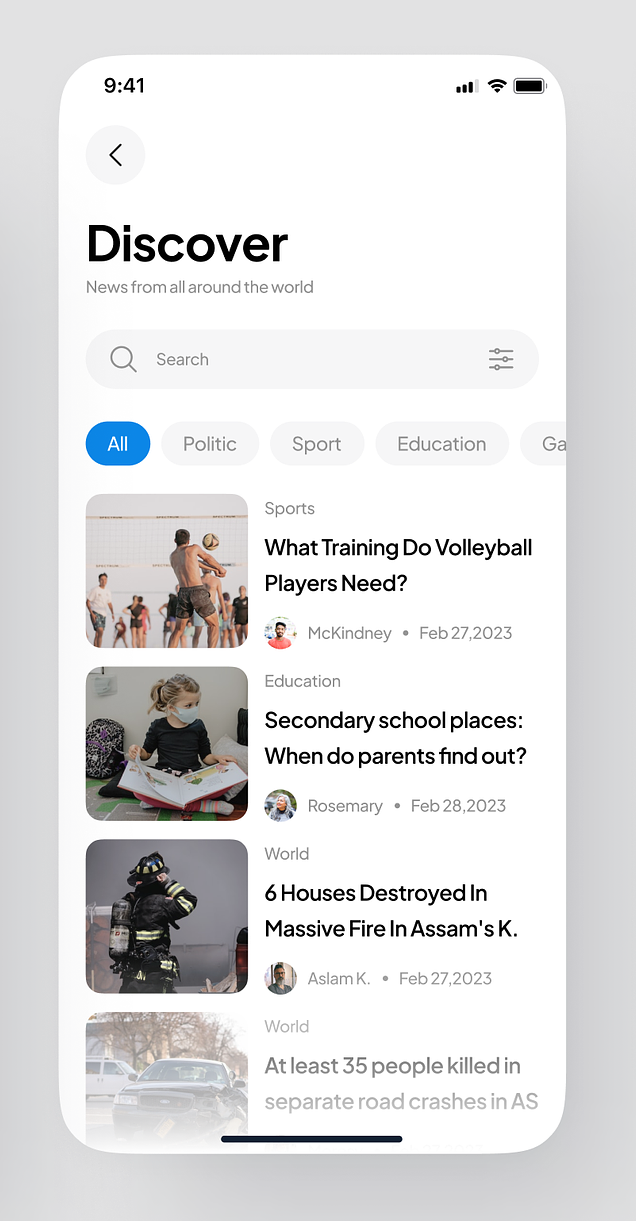 9:41
Discover
News from all around the world
Search
All
Politic
Sport
Education
Ga
Sports
What Training Do Volleyball
Players Need?
McKindney • Feb 27,2023
Education
Secondary school places:
When do parents find out?
Rosemary • Feb 28,2023
World
6 Houses Destroyed In
Massive Fire In Assam's K.
Aslam K. • Feb 27,2023
World
At least 35 people killed in
separate road crashes in AS